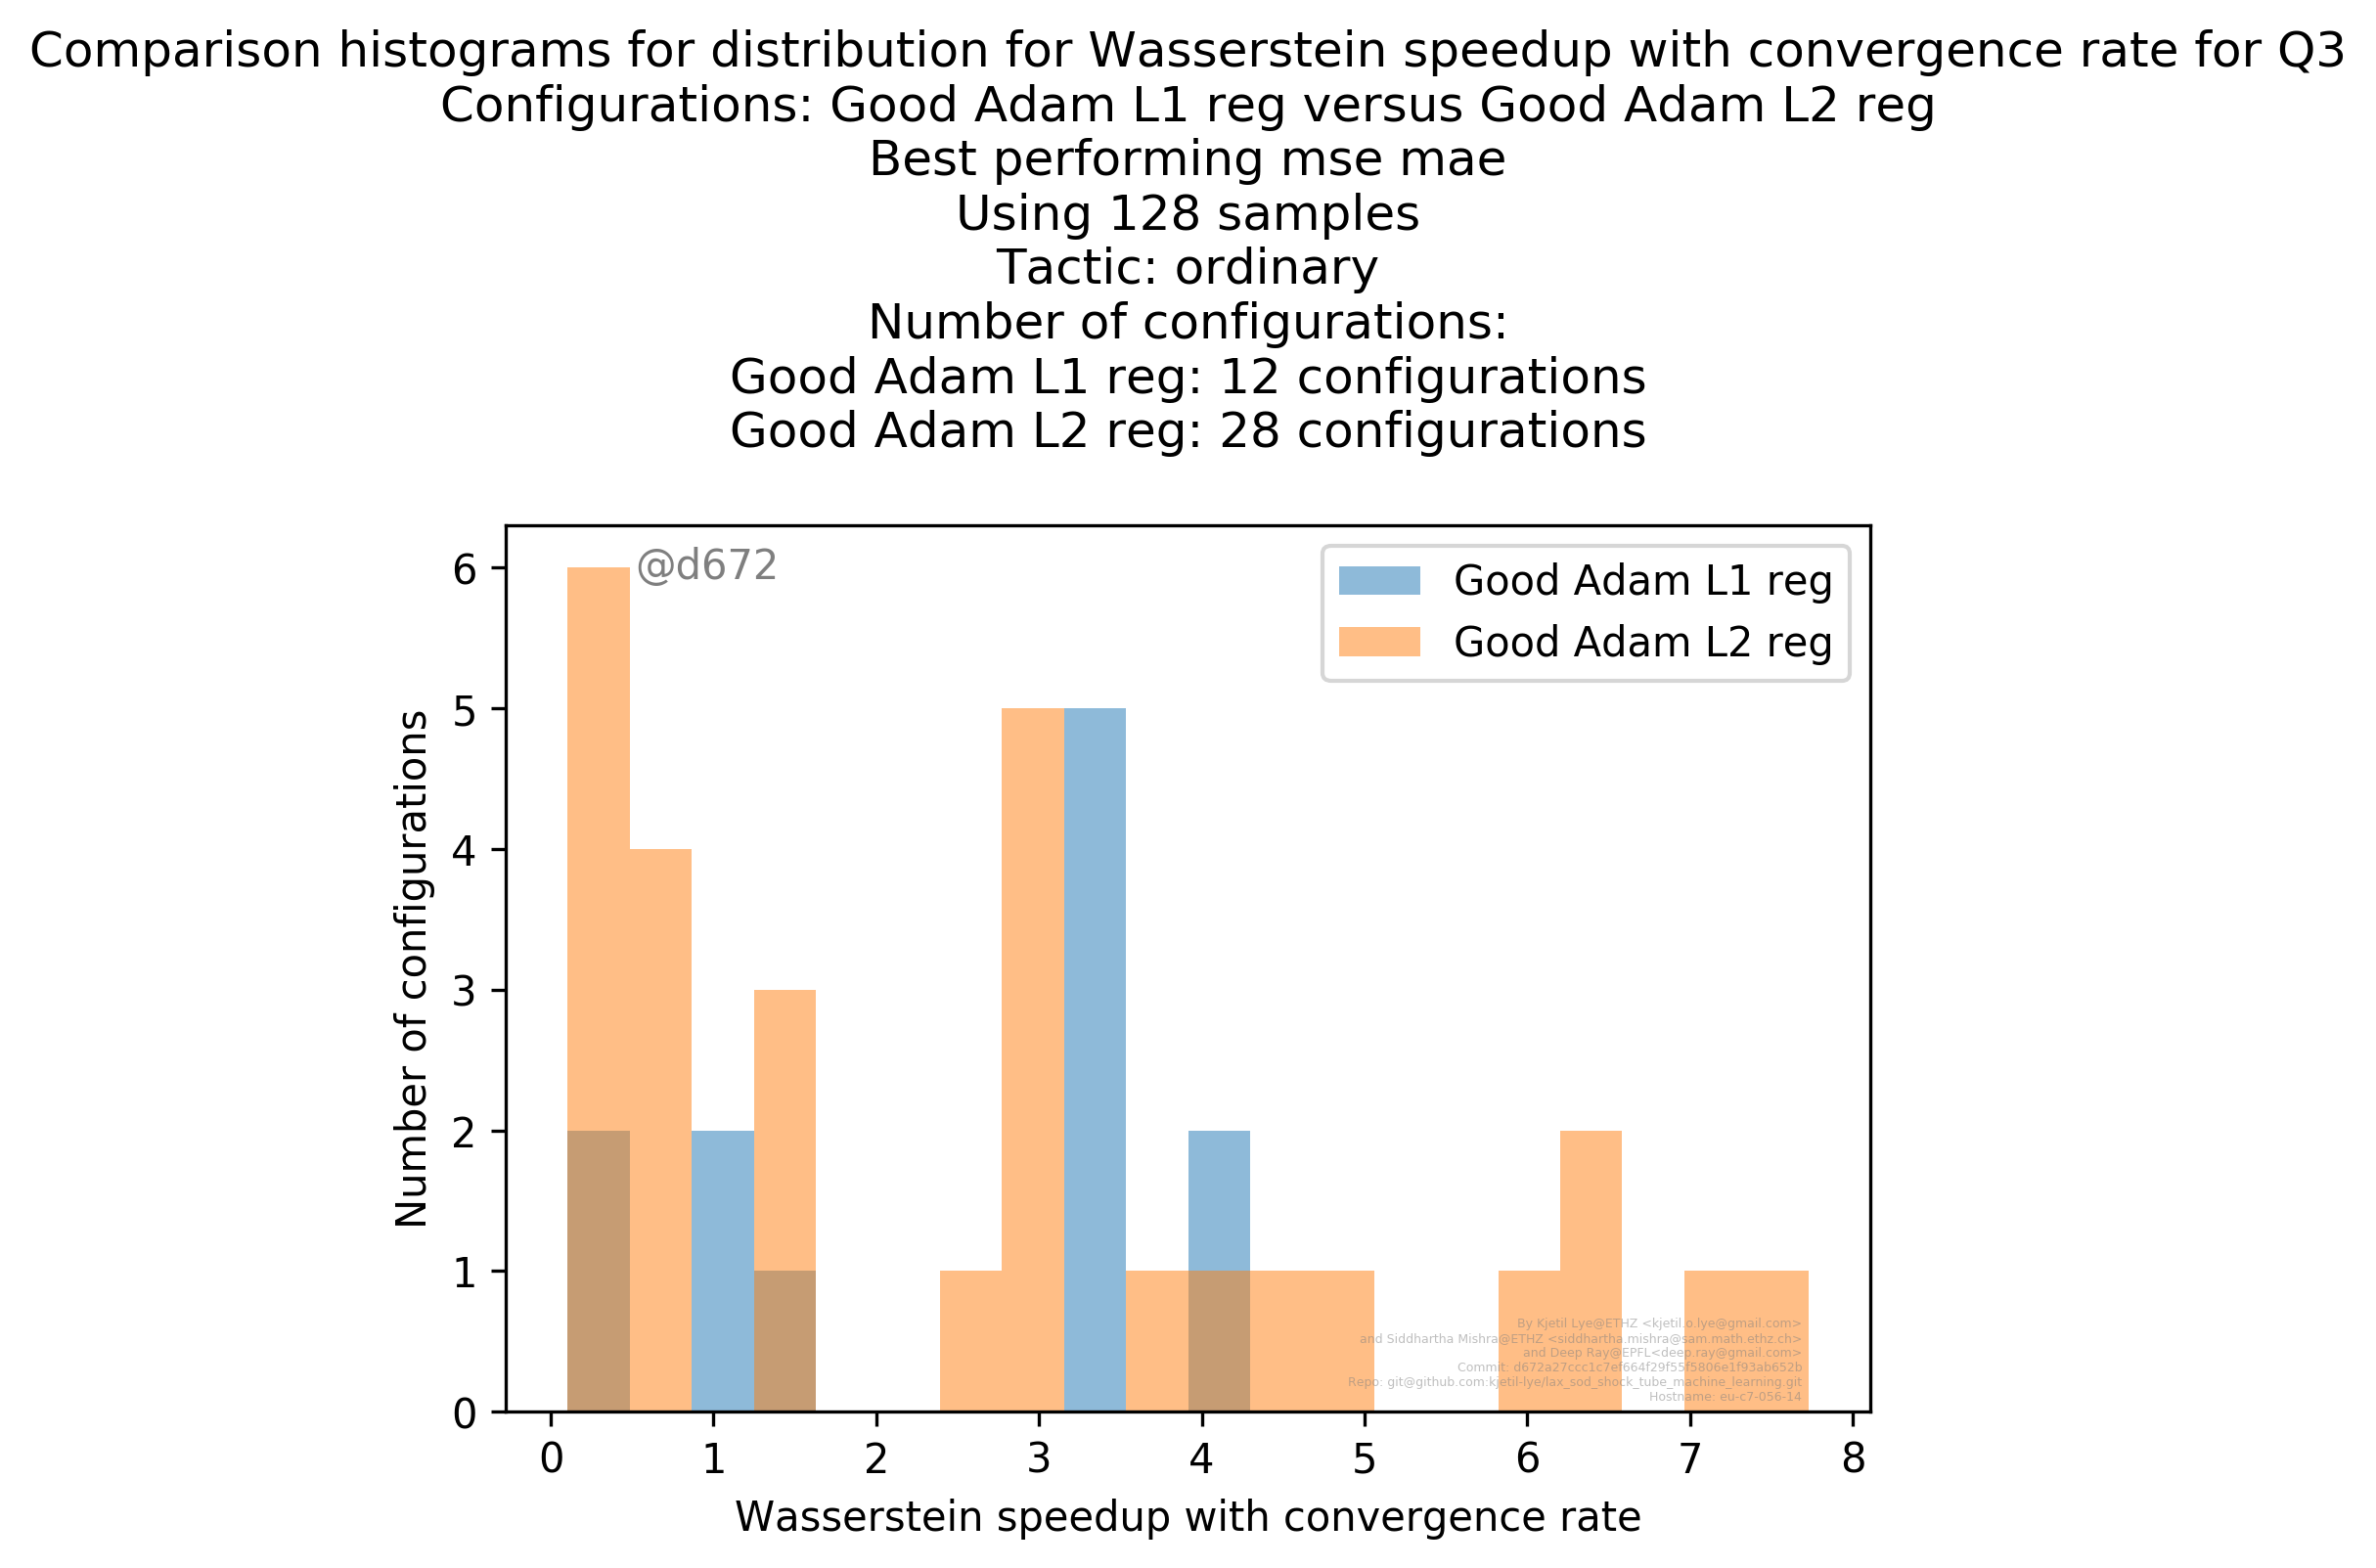 Comparison histograms for distribution for Wasserstein speedup with convergence rate for Q3
Configurations: Good Adam L1 reg versus Good Adam L2 reg
Best performing mse mae
Using 128 samples
Tactic: ordinary
Number of configurations:
Good Adam L1 reg: 12 configurations
Good Adam L2 reg: 28 configurations
@d672
Good Adam L1 reg
Good Adam L2 reg
6
5
4
3
2
1
0
Number of configurations
By Kjetil Lye@ETHZ <kjetil.o.lye@gmail.com>
and Siddhartha Mishra@ETHZ <siddhartha.mishra@sam.math.ethz.ch>
and Deep Ray@EPFL<deep.ray@gmail.com>
Commit: d672a27ccc1c7ef664f29f55f5806e1f93ab652b
Repo: git@github.com:kjetil-lye/lax_sod_shock_tube_machine_learning.git
Hostname: eu-c7-056-14
0 1 2 3 4 5 6 7 8
Wasserstein speedup with convergence rate